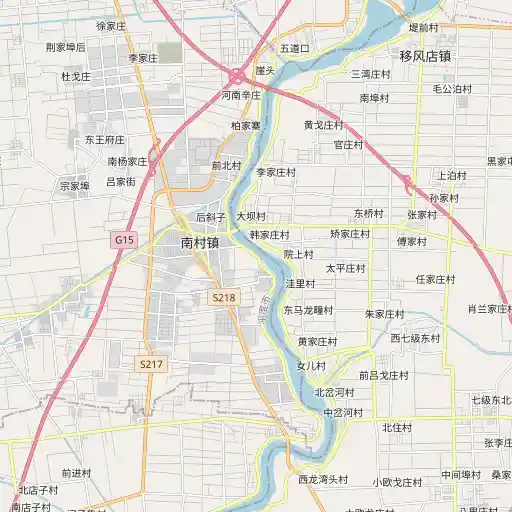 徐家庄
堤前村
荆家埠后
五道口
李家庄
移风店镇
崖头
杜戈庄
三湾庄村
毛公泊村
河南辛庄
南埠村
柏家寨
黄戈庄村
东王府庄
官庄村
南杨家庄
前北村
李家庄村
黑家屯
吕家街
上泊村
宗家埠
孙家村
后斜子
大坝村
东桥村
张家村
G15
南村镇
韩家庄村
矫家庄村
傅家村
院上村
太平庄村
洼里村
任家庄村
S218
东马龙疃村
朱家庄村
肖兰家庄村
黄家庄村
西七级东村
S217
女儿村
前吕戈庄村
北岔河村
七级东北
中岔河村
北住村
张李庄
前进村
西龙湾头村
中间埠村
桑家
北店子村
小欧戈庄村
南店子村